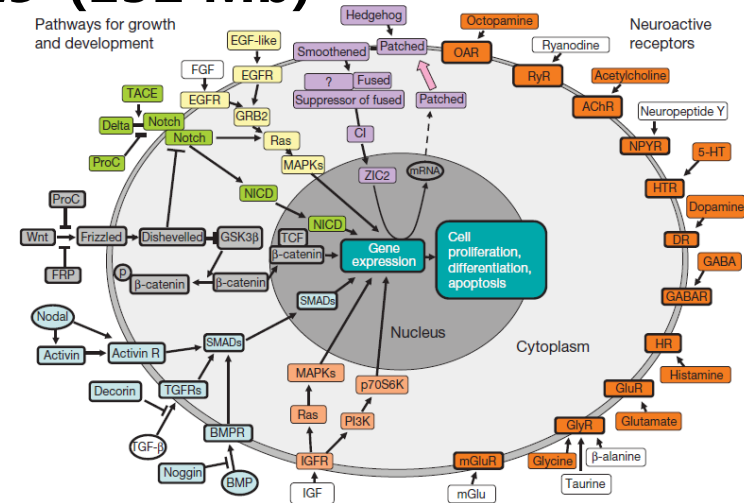 Pathways for growth
and development
Neuroactive
receptors
Hedgehog
Smoothened
Patched
?
Fused
Suppressor of fused
Patched
CI
ZIC2
mRNA
EGF-like
EGFR
FGF
EGFR
GRB2
Ras
MAPKs
TACE
Delta
Notch
Notch
ProC
NICD
NICD
ProC
Wnt
Frizzled
FRP
Dishevelled
GSK3β
p
β-catenin
β-catenin
TCF
β-catenin
Gene
expression
Cell
proliferation,
differentiation,
apoptosis
SMADs
Nucleus
Cytoplasm
Nodal
Activin
Activin R
SMADs
Decorin
TGFRs
TGF-β
BMPR
Noggin
BMP
MAPKs
Ras
p70S6K
PI3K
IGFR
IGF
Octopamine
OAR
Ryanodine
RyR
Acetylcholine
AChR
Neuropeptide Y
NPYR
5-HT
HTR
Dopamine
DR
GABA
GABAR
HR
Histamine
GluR
Glutamate
GlyR
Glycine
β-alanine
Taurine
mGluR
mGlu